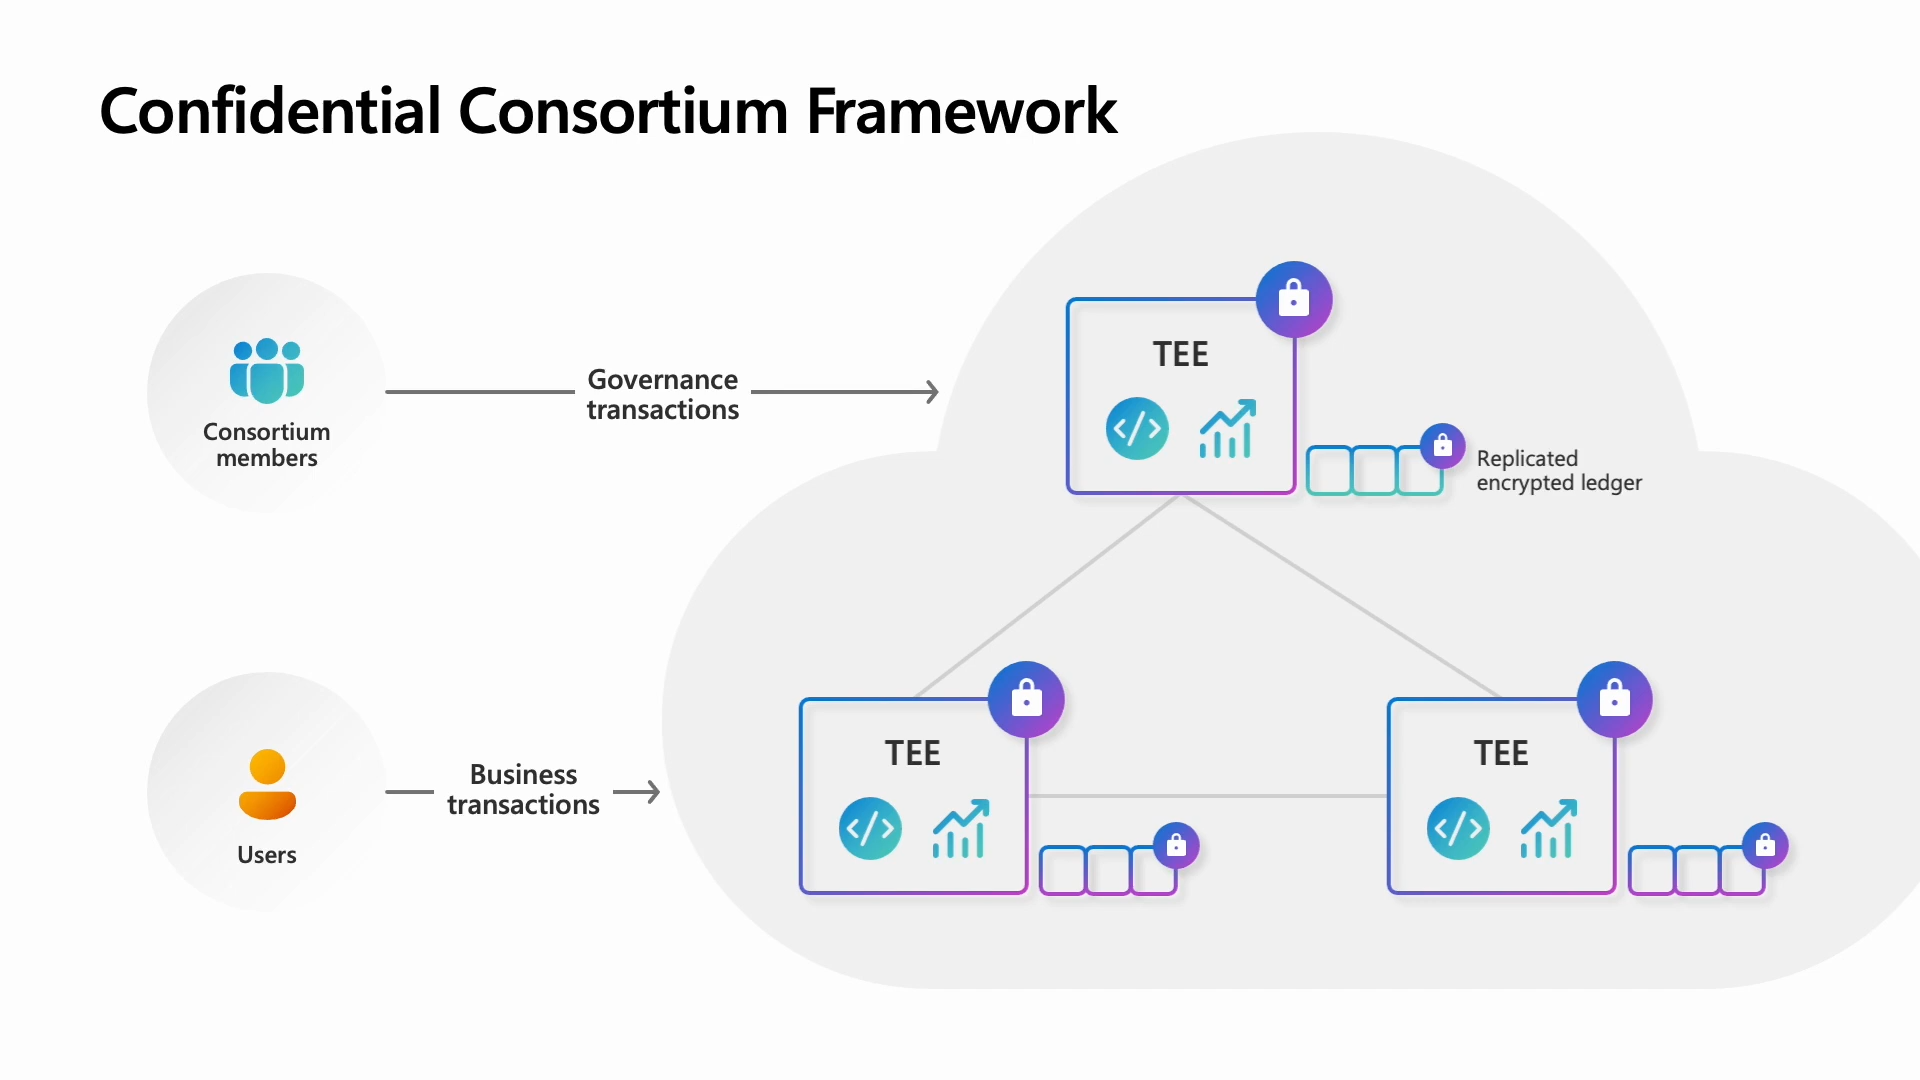 Confidential Consortium Framework
Consortium
members
Governance
transactions
TEE
</>
Replicated
encrypted ledger
Users
Business
transactions
TEE
</>
TEE
</>